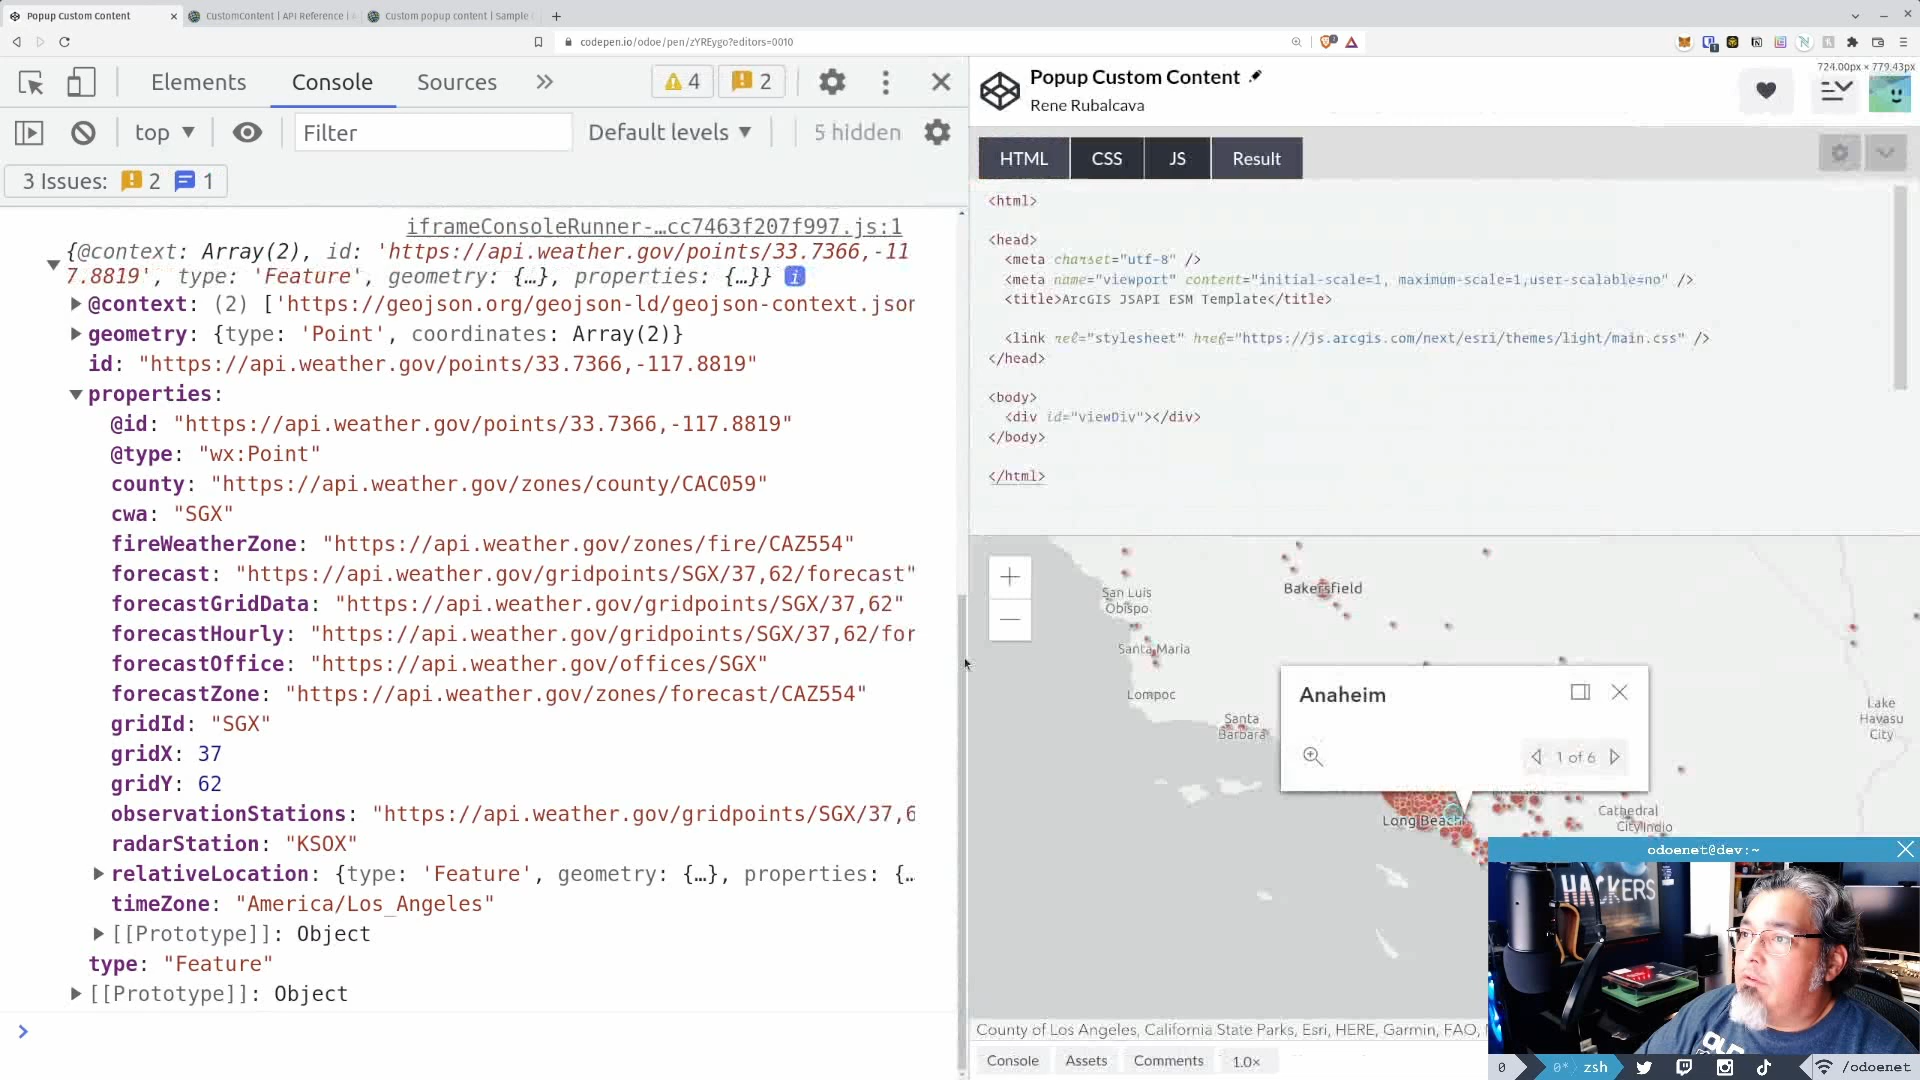 Popup Custom Content
CustomContent | API Reference |
Custom popup content | Sample
codepen.io/odoe/pen/zYREygo?editors=0010
Elements
Console
Sources
4
2
top
Filter
Default levels
5 hidden
3 Issues:
2
1
iframeConsoleRunner-…cc7463f207f997.js:1
{@context: Array(2), id: 'https://api.weather.gov/points/33.7366,-11
7.8819', type: 'Feature', geometry: {…}, properties: {…}}
@context: (2) ['https://geojson.org/geojson-ld/geojson-context.json
geometry: {type: 'Point', coordinates: Array(2)}
id: "https://api.weather.gov/points/33.7366,-117.8819"
properties:
@id: "https://api.weather.gov/points/33.7366,-117.8819"
@type: "wx:Point"
county: "https://api.weather.gov/zones/county/CAC059"
cwa: "SGX"
fireWeatherZone: "https://api.weather.gov/zones/fire/CAZ554"
forecast: "https://api.weather.gov/gridpoints/SGX/37,62/forecast"
forecastGridData: "https://api.weather.gov/gridpoints/SGX/37,62"
forecastHourly: "https://api.weather.gov/gridpoints/SGX/37,62/for
forecastOffice: "https://api.weather.gov/offices/SGX"
forecastZone: "https://api.weather.gov/zones/forecast/CAZ554"
gridId: "SGX"
gridX: 37
gridY: 62
observationStations: "https://api.weather.gov/gridpoints/SGX/37,6
radarStation: "KSOX"
relativeLocation: {type: 'Feature', geometry: {…}, properties: {…
timeZone: "America/Los_Angeles"
[[Prototype]]: Object
type: "Feature"
[[Prototype]]: Object
724.00px × 779.43px
Popup Custom Content
Rene Rubalcava
HTML
CSS
JS
Result
<html>
<head>
<meta charset="utf-8" />
<meta name="viewport" content="initial-scale=1, maximum-scale=1,user-scalable=no" />
<title>ArcGIS JSAPI ESM Template</title>
<link rel="stylesheet" href="https://js.arcgis.com/next/esri/themes/light/main.css" />
</head>
<body>
<div id="viewDiv"></div>
</body>
</html>
San Luis
Obispo
Bakersfield
Santa Maria
Lompoc
Santa
Barbara
Lake
Havasu
City
Anaheim
1 of 6
Long Beach
Cathedral
City
Indio
County of Los Angeles, California State Parks, Esri, HERE, Garmin, FAO,
Console
Assets
Comments
1.0×
odoenet@dev:~
HACKERS
0
0*
zsh
/odoenet